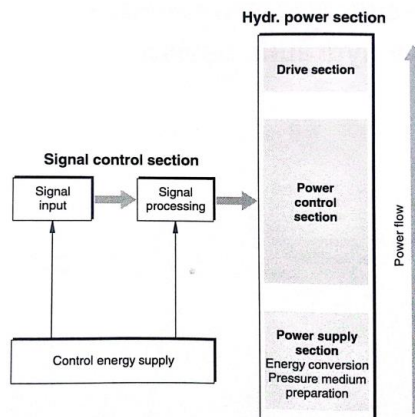 Hydr. power section
Drive section
Signal control section
Signal
input
Signal
processing
Power
control
section
Power flow
Control energy supply
Power supply
section
Energy conversion
Pressure medium
preparation